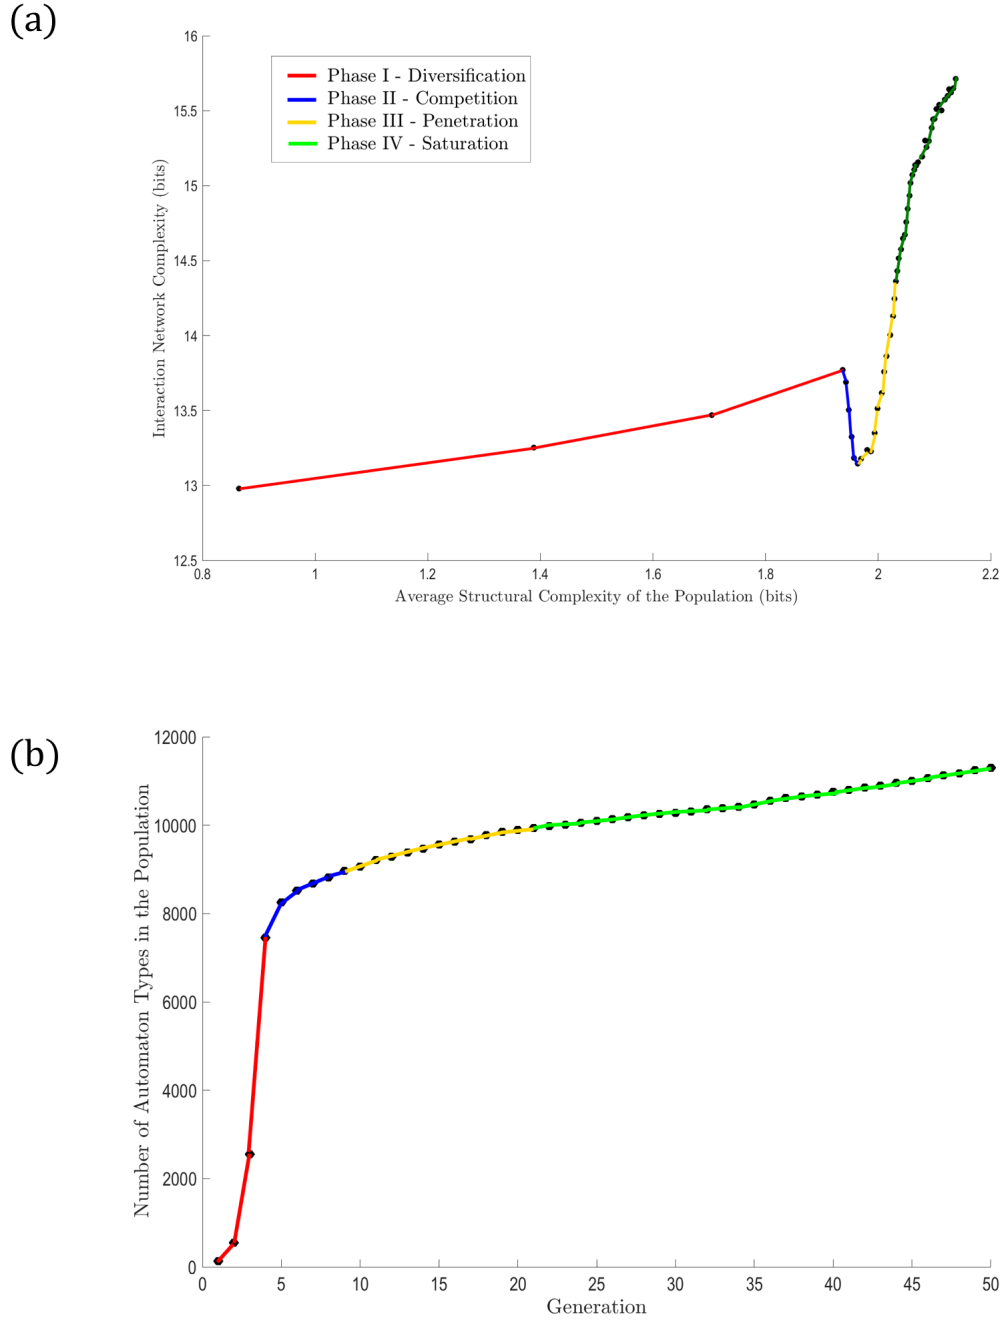 (a)
16
15.5
15
14.5
14
13.5
13
12.5
Interaction Network Complexity (bits)
Phase I - Diversification
Phase II - Competition
Phase III - Penetration
Phase IV - Saturation
0.8 1 1.2 1.4 1.6 1.8 2 2.2
Average Structural Complexity of the Population (bits)
(b)
12000
10000
8000
6000
4000
2000
0
Number of Automaton Types in the Population
0 5 10 15 20 25 30 35 40 45 50
Generation